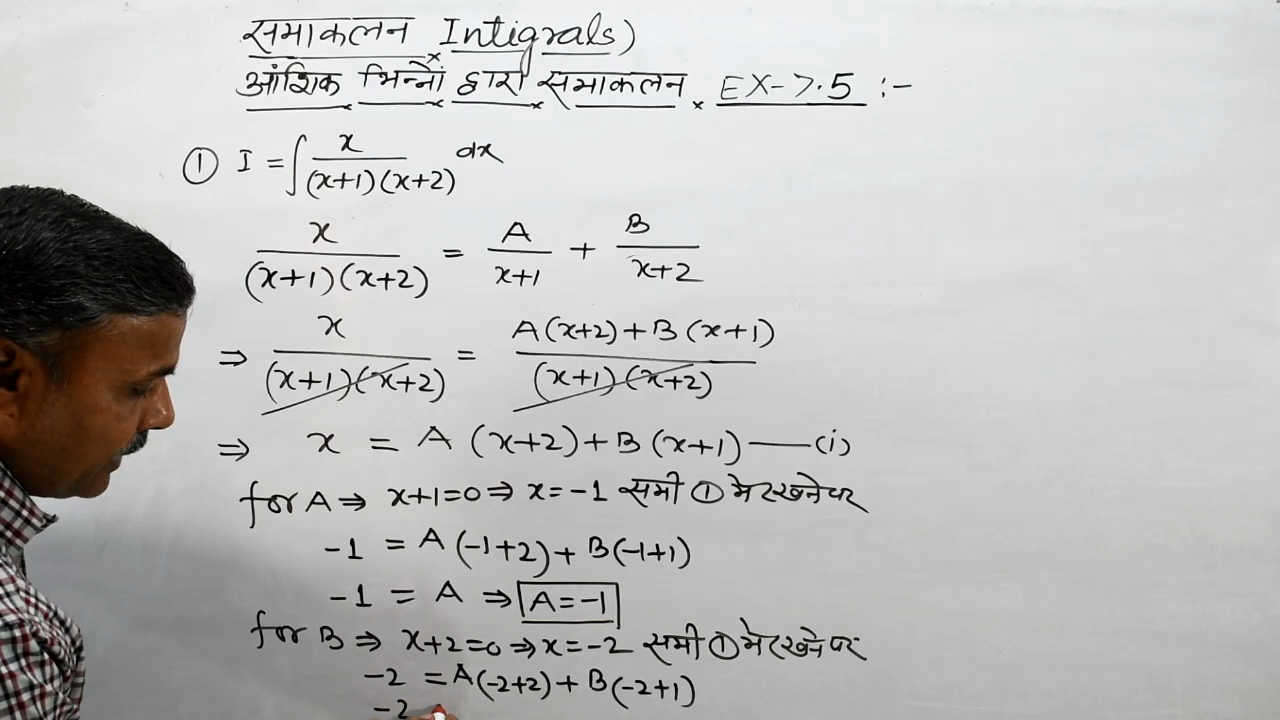 समाकलन Intigrals)
आंशिक भिन्नों द्वारा समाकलन EX-7.5 :-
① I = ∫ x/((x+1)(x+2)) dx
x/((x+1)(x+2)) = A/(x+1) + B/(x+2)
⇒ x/((x+1)(x+2)) = (A(x+2)+B(x+1))/((x+1)(x+2))
⇒ x = A (x+2)+B(x+1) —(i)
for A ⇒ x+1=0 ⇒ x=-1 समी ① मे रखने पर
-1 = A(-1+2)+B(-1+1)
-1 = A ⇒ A=-1
for B ⇒ x+2=0 ⇒ x=-2 समी ① मे रखने पर
-2 = A(-2+2)+B(-2+1)
-2